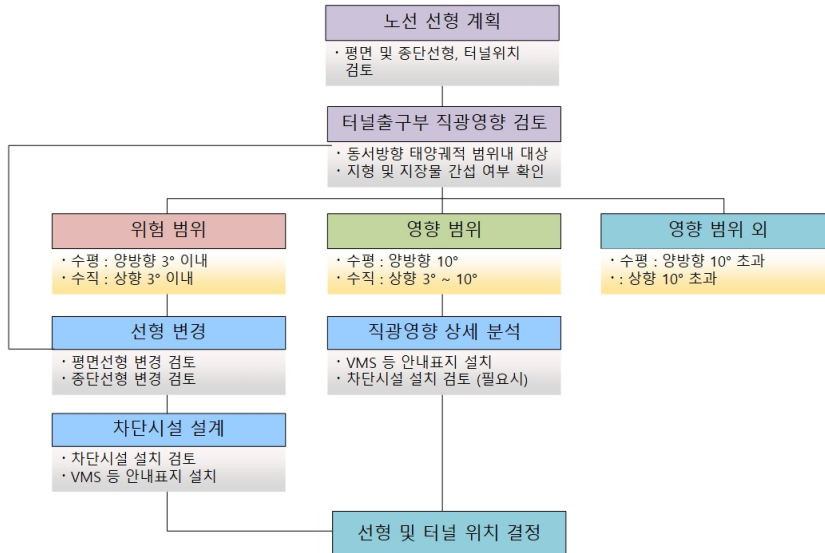 노선 선형 계획
· 평면 및 종단선형, 터널위치
검토
터널출구부 직광영향 검토
· 동서방향 태양궤적 범위내 대상
· 지형 및 지장물 간섭 여부 확인
위험 범위
· 수평 : 양방향 3° 이내
· 수직 : 상향 3° 이내
영향 범위
· 수평 : 양방향 10°
· 수직 : 상향 3° ~ 10°
영향 범위 외
· 수평 : 양방향 10° 초과
· : 상향 10° 초과
선형 변경
· 평면선형 변경 검토
· 종단선형 변경 검토
직광영향 상세 분석
· VMS 등 안내표지 설치
· 차단시설 설치 검토 (필요시)
차단시설 설계
· 차단시설 설치 검토
· VMS 등 안내표지 설치
선형 및 터널 위치 결정